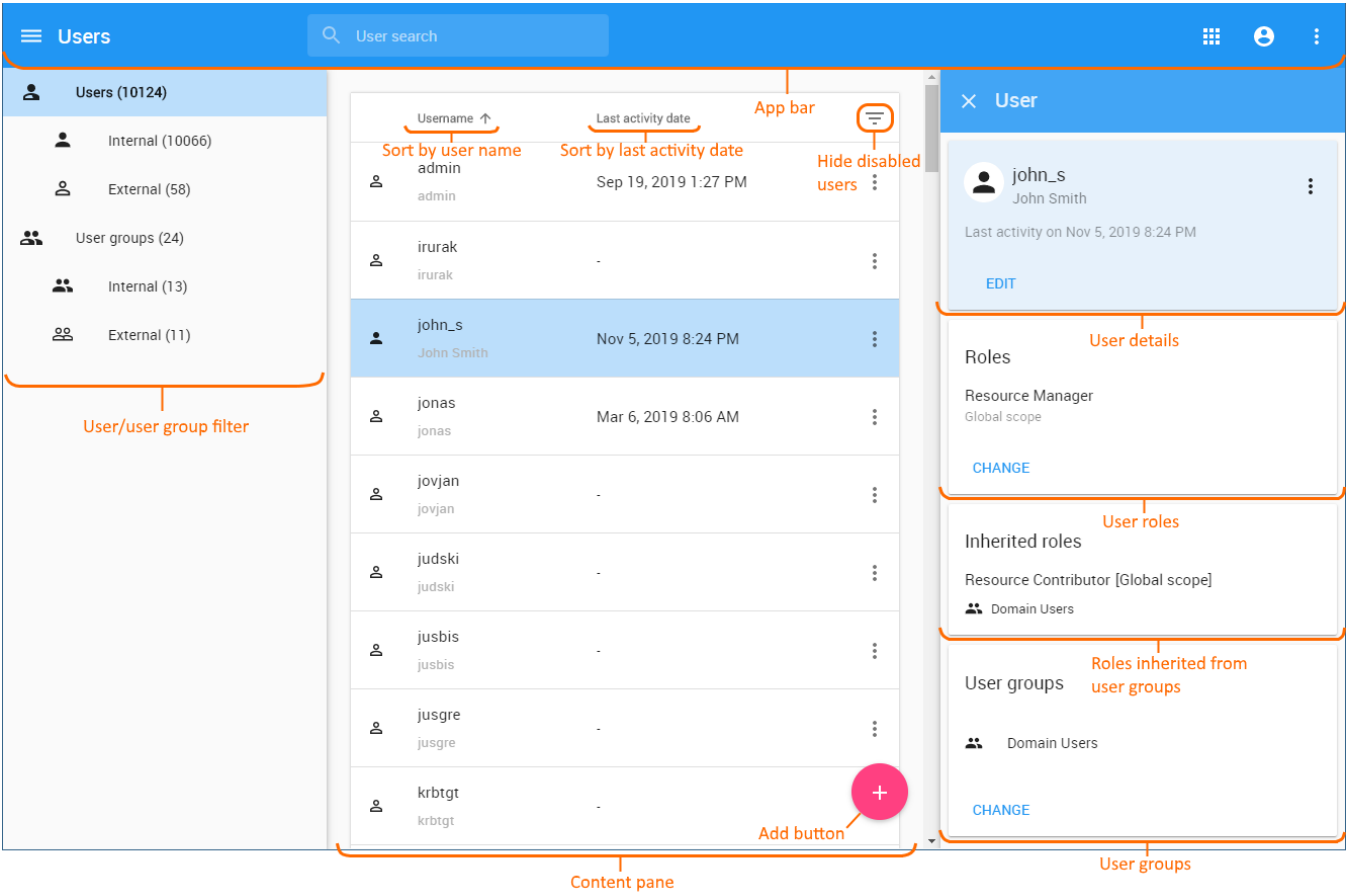 Users
User search
App bar
Users (10124)
Internal (10066)
External (58)
User groups (24)
Internal (13)
External (11)
User/user group filter
Username
Last activity date
Sort by user name
Sort by last activity date
Hide disabled
users
admin
admin
Sep 19, 2019 1:27 PM
irurak
irurak
-
john_s
John Smith
Nov 5, 2019 8:24 PM
jonas
jonas
Mar 6, 2019 8:06 AM
jovjan
jovjan
-
judski
judski
-
jusbis
jusbis
-
jusgre
jusgre
-
krbtgt
krbtgt
-
Add button
Content pane
User
john_s
John Smith
Last activity on Nov 5, 2019 8:24 PM
EDIT
User details
Roles
Resource Manager
Global scope
CHANGE
User roles
Inherited roles
Resource Contributor [Global scope]
Domain Users
Roles inherited from
user groups
User groups
Domain Users
CHANGE
User groups